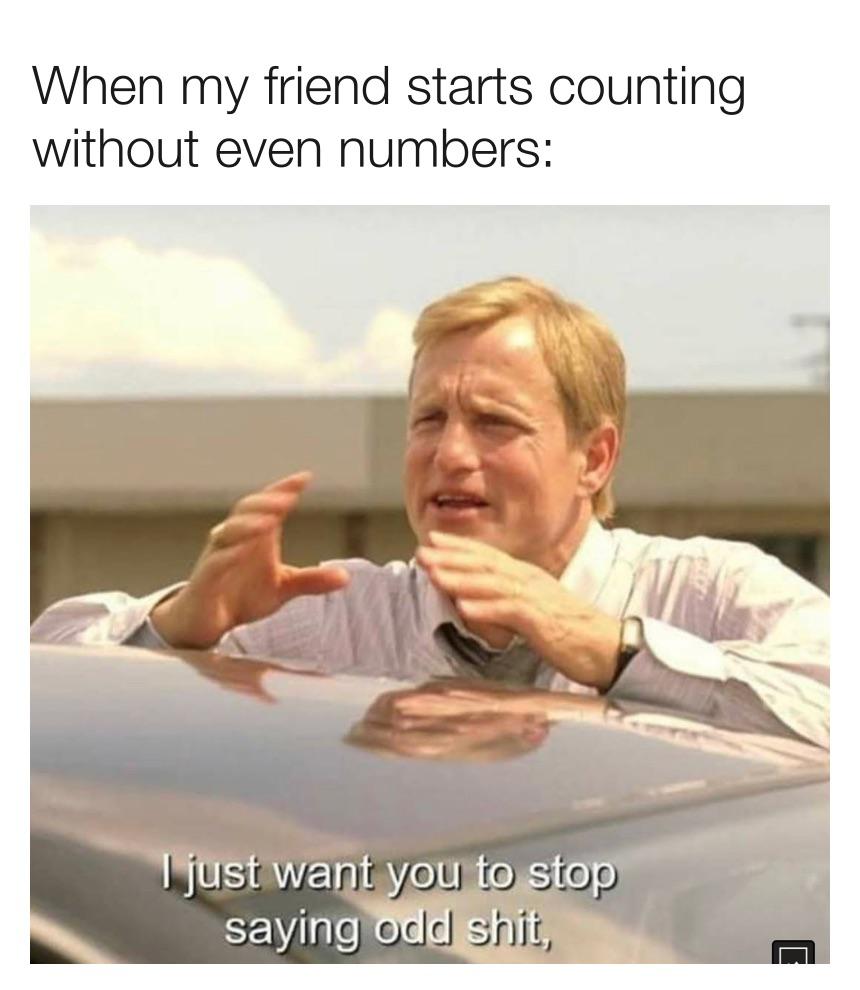 When my friend starts counting
without even numbers:
I just want you to stop
saying odd shit,